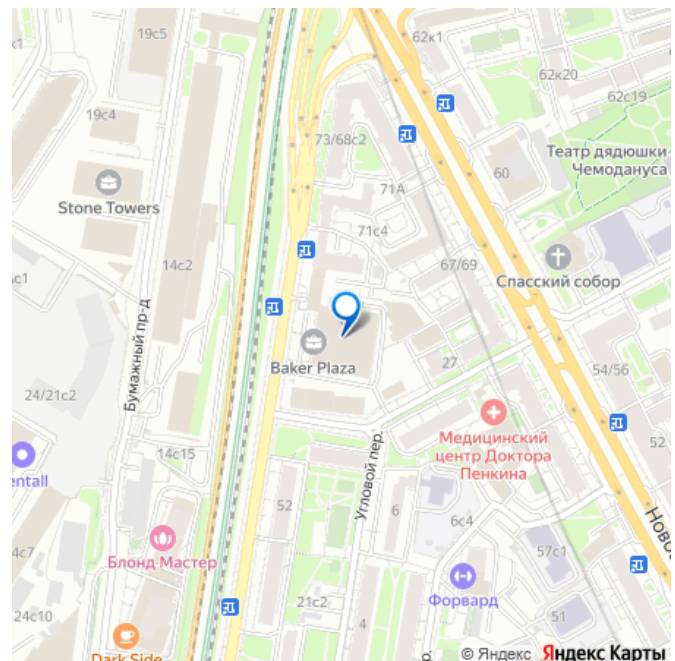 19с5
62к1
62к20
62с19
19с4
73/68с2
Театр дядюшки
Чемодануса
60
71А
Stone Towers
71с4
14с2
67/69
Спасский собор
Бумажный пр-д
Baker Plaza
27
54/56
24/21с2
Медицинский
центр Доктора
Пенкина
52
14с15
entall
Угловой пер.
52
6
6с4
Новос
57с1
Блонд Мастер
4с7
Форвард
21с2
51
24с10
4
р.
Dark Side
© Яндекс Яндекс Карты